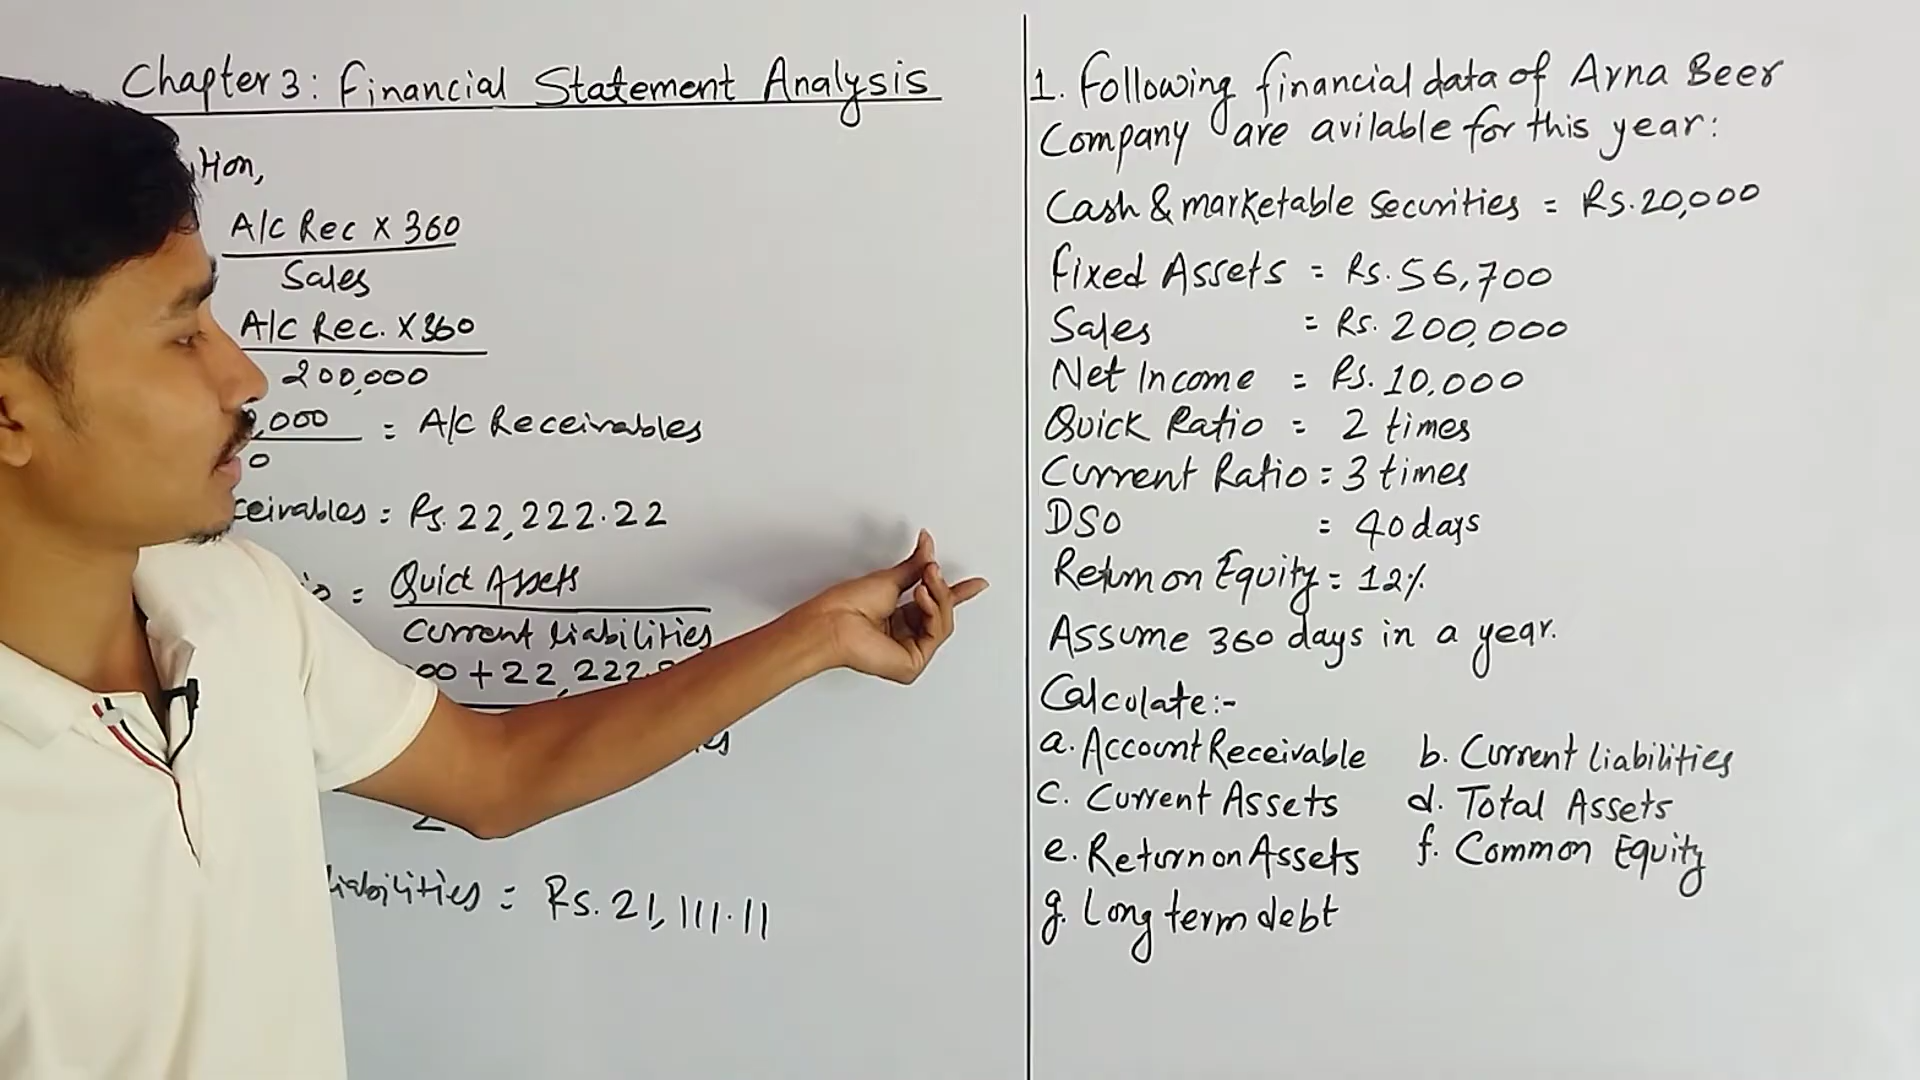 Chapter 3: Financial Statement Analysis
A/C Rec X 360
Sales
A/C Rec. X 360
200,000
,000 = A/C Receivables
0
ceivables = Rs. 22,222.22
= Quick Assets
Current liabilities
00 + 22,222.
liabilities = Rs. 21,111.11
1. Following financial data of Arna Beer
Company are avilable for this year:
Cash & marketable securities = Rs. 20,000
Fixed Assets = Rs. 56,700
Sales = Rs. 200,000
Net Income = Rs. 10,000
Quick Ratio = 2 times
Current Ratio = 3 times
DSO = 40 days
Return on Equity = 12%
Assume 360 days in a year.
Calculate:-
a. Account Receivable b. Current liabilities
c. Current Assets d. Total Assets
e. Return on Assets f. Common Equity
g. Long term debt